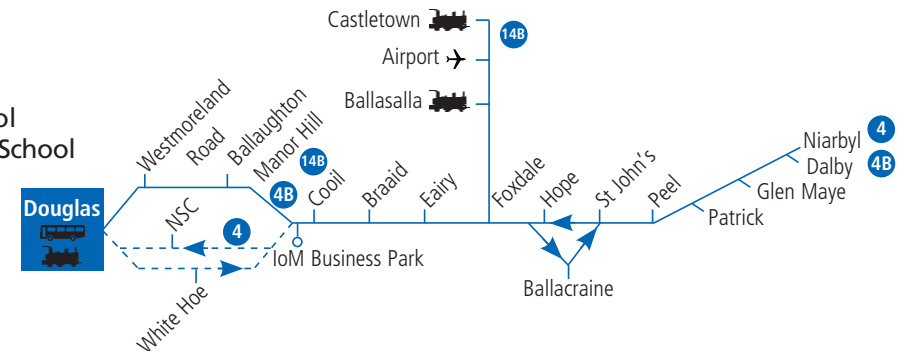 Castletown
14B
Airport
Ballasalla
ol
School
Westmoreland
Road
Ballaughton
Manor Hill
14B
4B
Cooil
Braaid
Eairy
Foxdale
Hope
St John's
Peel
Niarbyl
4
Dalby
4B
Glen Maye
Patrick
Douglas
NSC
4
IoM Business Park
White Hoe
Ballacraine